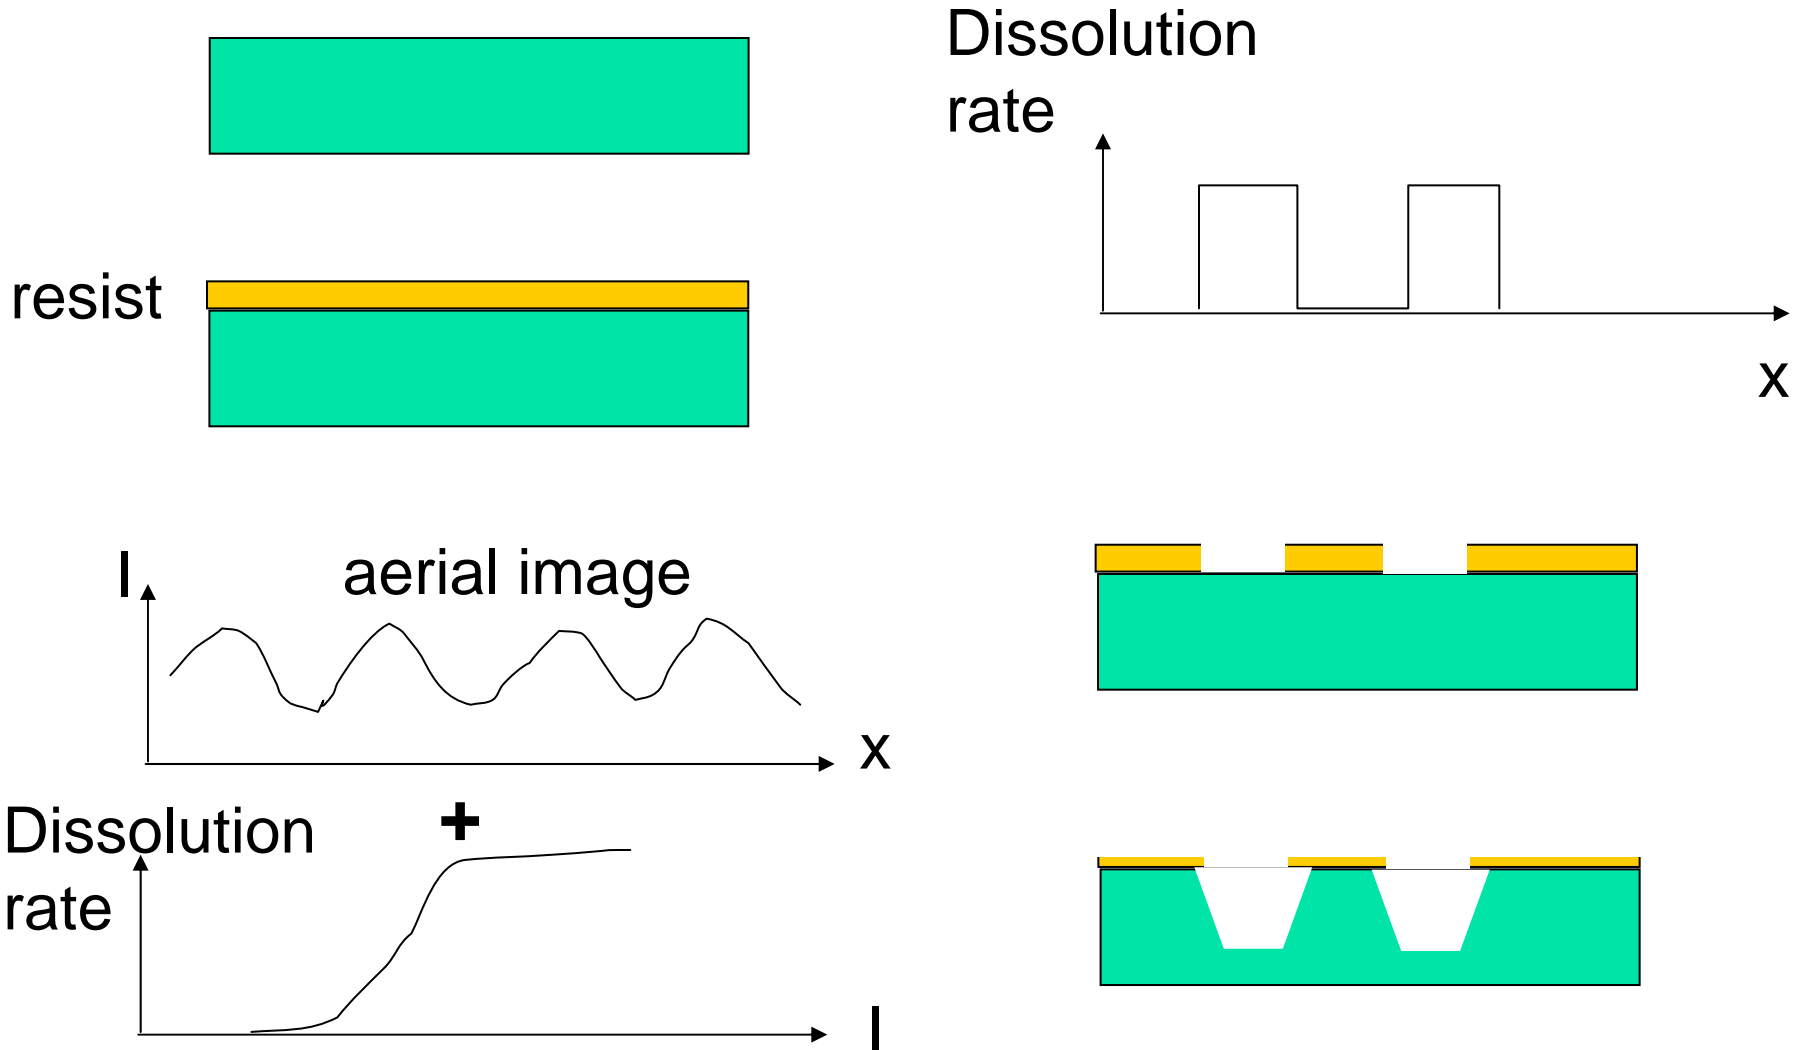 resist
I
aerial image
x
+
Dissolution
rate
I
Dissolution
rate
x